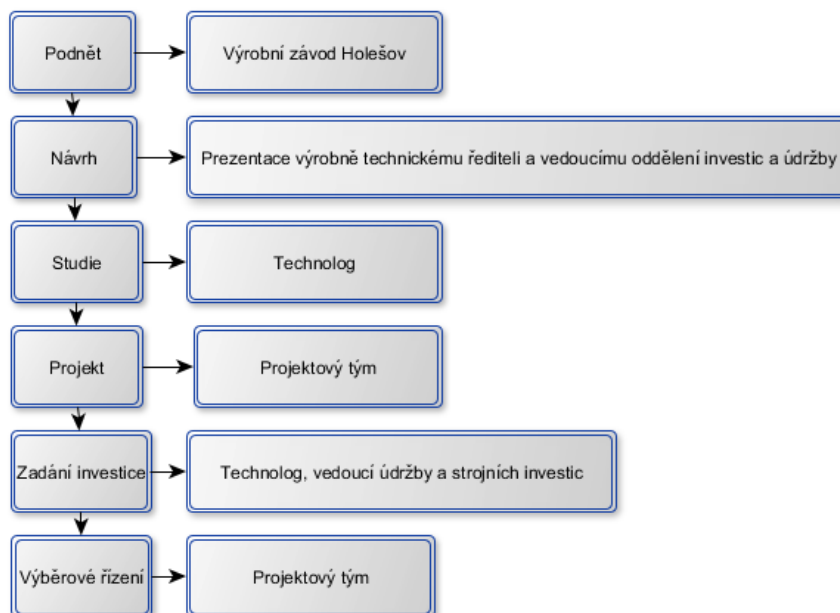 Podnět
Výrobní závod Holešov
Návrh
Prezentace výrobně technickému řediteli a vedoucímu oddělení investic a údržby
Studie
Technolog
Projekt
Projektový tým
Zadání investice
Technolog, vedoucí údržby a strojních investic
Výběrové řízení
Projektový tým